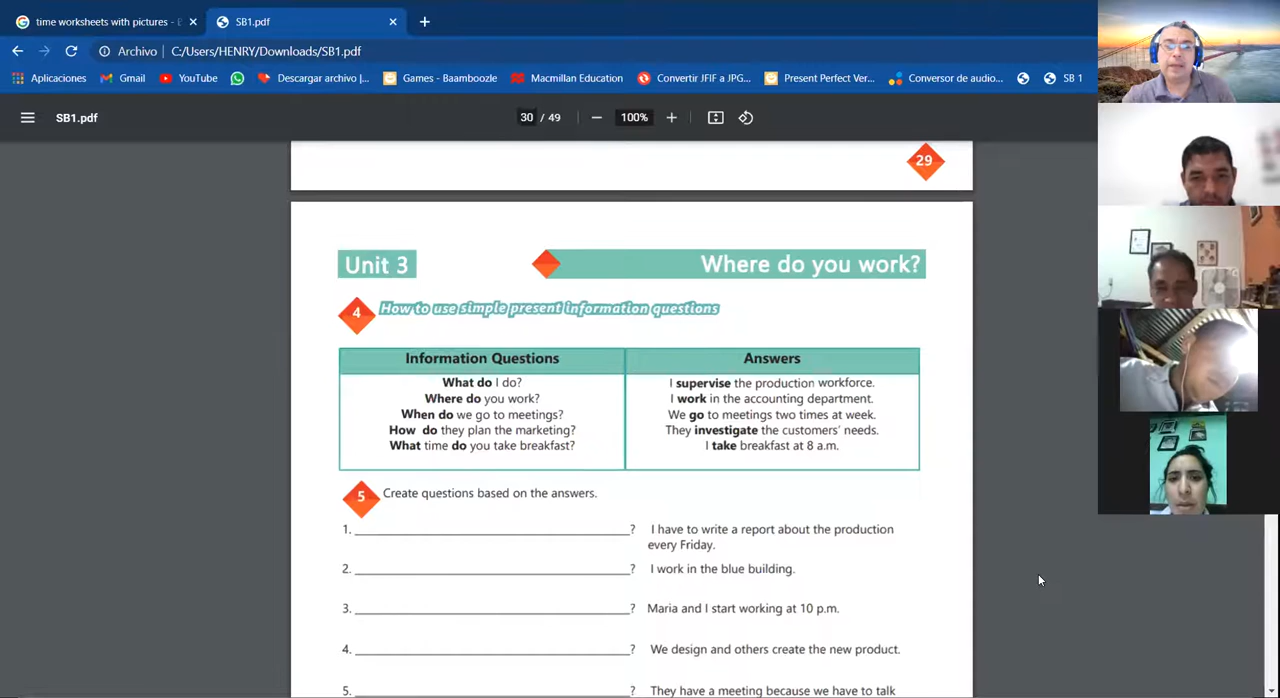 time worksheets with pictures - E
SB1.pdf
Archivo
C:/Users/HENRY/Downloads/SB1.pdf
Aplicaciones
Gmail
YouTube
Descargar archivo |...
Games - Baamboozle
Macmillan Education
Convertir JFIF a JPG...
Present Perfect Ver...
Conversor de audio...
SB 1
SB1.pdf
30 / 49
100%
29
Unit 3
Where do you work?
4 How to use simple present information questions
Information Questions
What do I do?
Where do you work?
When do we go to meetings?
How do they plan the marketing?
What time do you take breakfast?
Answers
I supervise the production workforce.
I work in the accounting department.
We go to meetings two times at week.
They investigate the customers' needs.
I take breakfast at 8 a.m.
5 Create questions based on the answers.
1. ______________________________? I have to write a report about the production
every Friday.
2. ______________________________? I work in the blue building.
3. ______________________________? Maria and I start working at 10 p.m.
4. ______________________________? We design and others create the new product.
5. ______________________________? They have a meeting because we have to talk